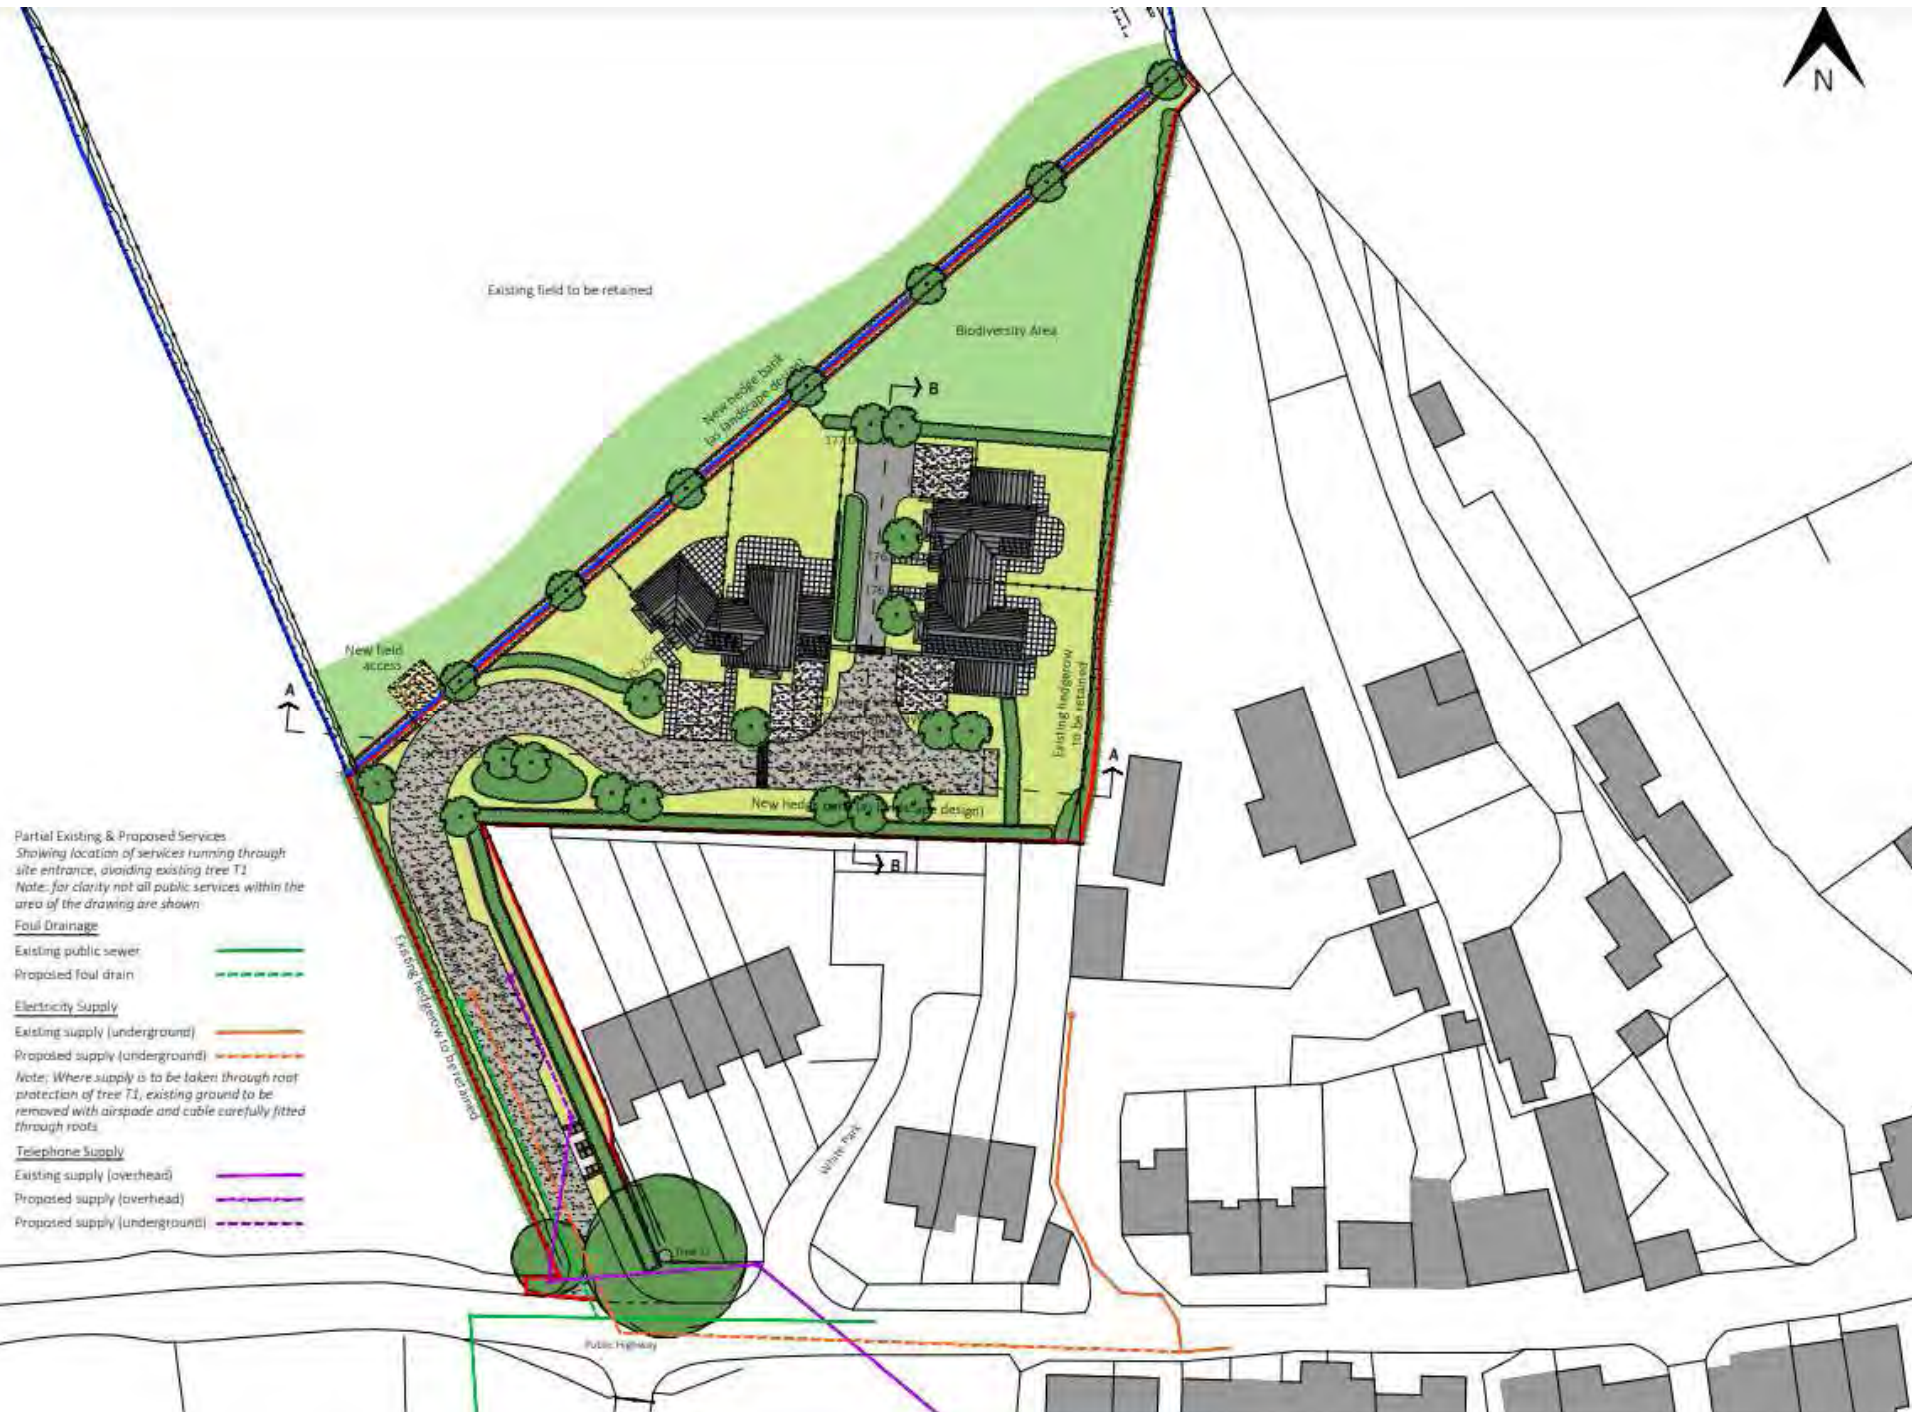 N
Existing field to be retained
Biodiversity Area
New hedge bank
(as landscape design)
B
New field
access
A
Existing hedgerow
to be retained
A
New hedge design)
B
Partial Existing & Proposed Services
Showing location of services running through
site entrance, avoiding existing tree T1
Note: for clarity not all public services within the
area of the drawing are shown
Foul Drainage
Existing public sewer
Proposed foul drain
Electricity Supply
Existing supply (underground)
Proposed supply (underground)
Note: Where supply is to be taken through root
protection of tree T1, existing ground to be
removed with airspade and cable carefully fitted
through roots
Telephone Supply
Existing supply (overhead)
Proposed supply (overhead)
Proposed supply (underground)
Existing hedgerow to be retained
White Park
Tree T1
Public Highway